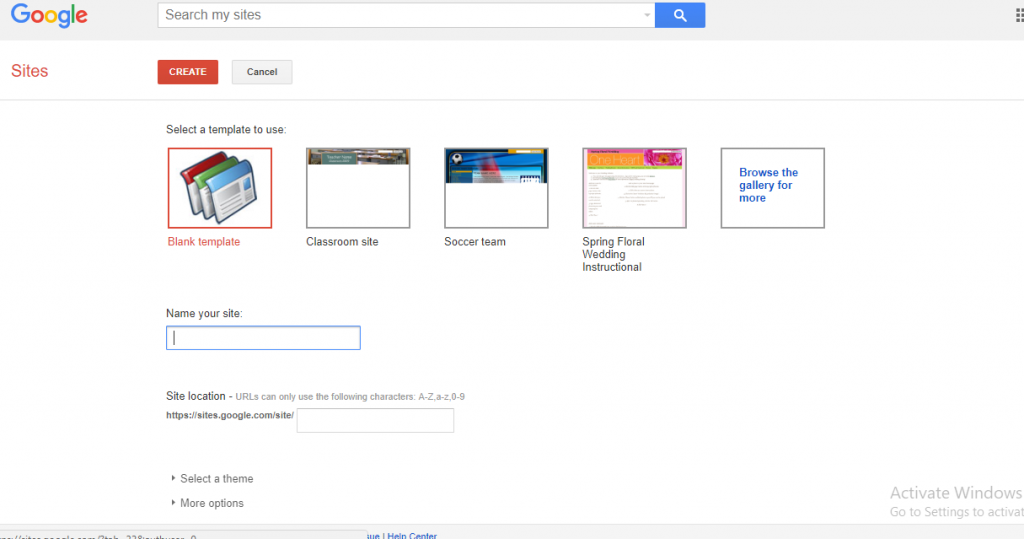 Google
Search my sites
Sites
CREATE
Cancel
Select a template to use:
One Heart
Browse the
gallery for
more
Blank template
Classroom site
Soccer team
Spring Floral
Wedding
Instructional
Name your site:
Site location - URLs can only use the following characters: A-Z,a-z,0-9
https://sites.google.com/site/
Select a theme
More options
Activate Windows
Go to Settings to activat
Help Center